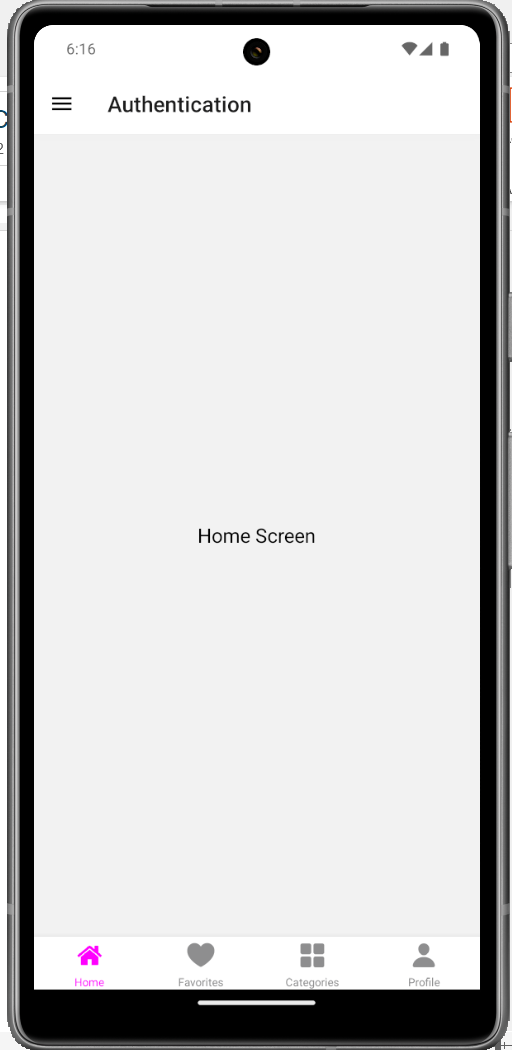 6:16
Authentication
Home Screen
Home
Favorites
Categories
Profile